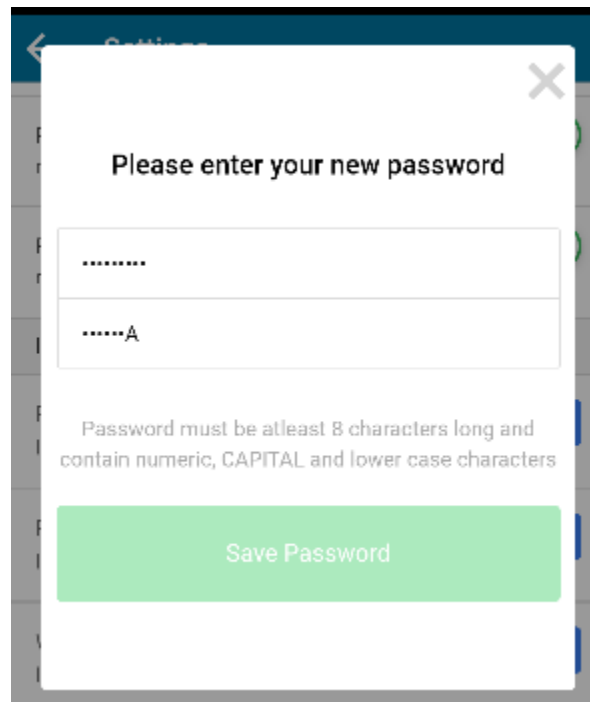 Settings
Please enter your new password
•••••••••
••••••A
Password must be atleast 8 characters long and
contain numeric, CAPITAL and lower case characters
Save Password